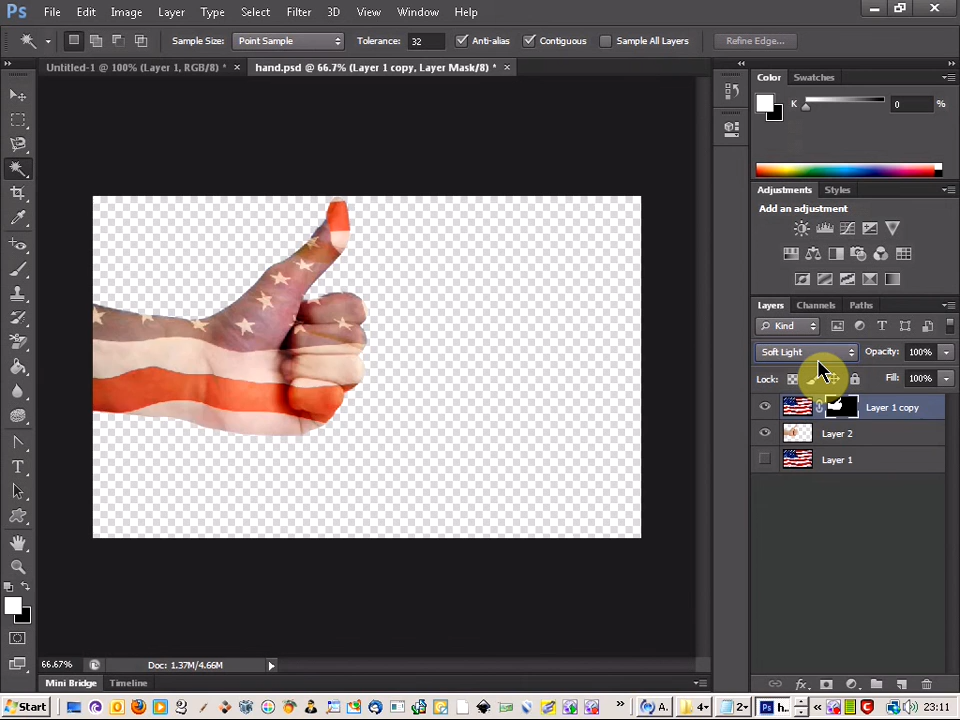 Ps File Edit Image Layer Type Select Filter 3D View Window Help
Sample Size: Point Sample Tolerance: 32 Anti-alias Contiguous Sample All Layers Refine Edge...
Untitled-1 @ 100% (Layer 1, RGB/8) * × hand.psd @ 66.7% (Layer 1 copy, Layer Mask/8) * ×
Color Swatches
K 0 %
Adjustments Styles
Add an adjustment
Layers Channels Paths
Kind
Soft Light Opacity: 100%
Lock: Fill: 100%
Layer 1 copy
Layer 2
Layer 1
66.67% Doc: 1.37M/4.66M
Mini Bridge Timeline
Start A. 4 2 Ps h. 23:11